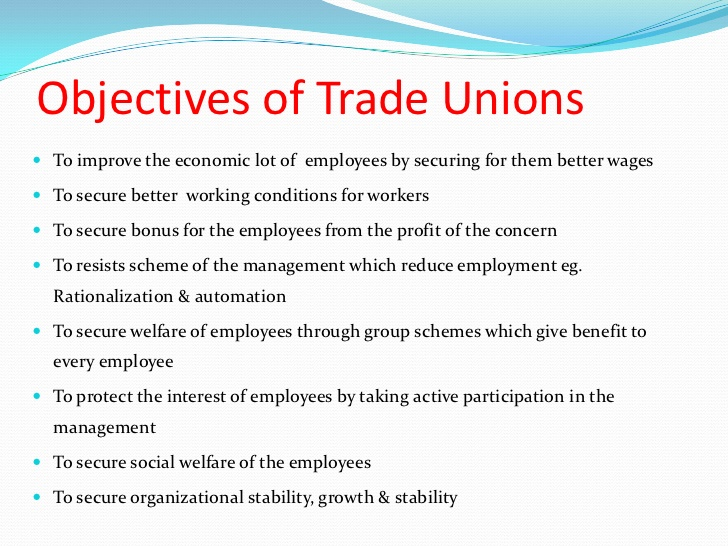 Objectives of Trade Unions
• To improve the economic lot of employees by securing for them better wages
• To secure better working conditions for workers
• To secure bonus for the employees from the profit of the concern
• To resists scheme of the management which reduce employment eg.
Rationalization & automation
• To secure welfare of employees through group schemes which give benefit to
every employee
• To protect the interest of employees by taking active participation in the
management
• To secure social welfare of the employees
• To secure organizational stability, growth & stability